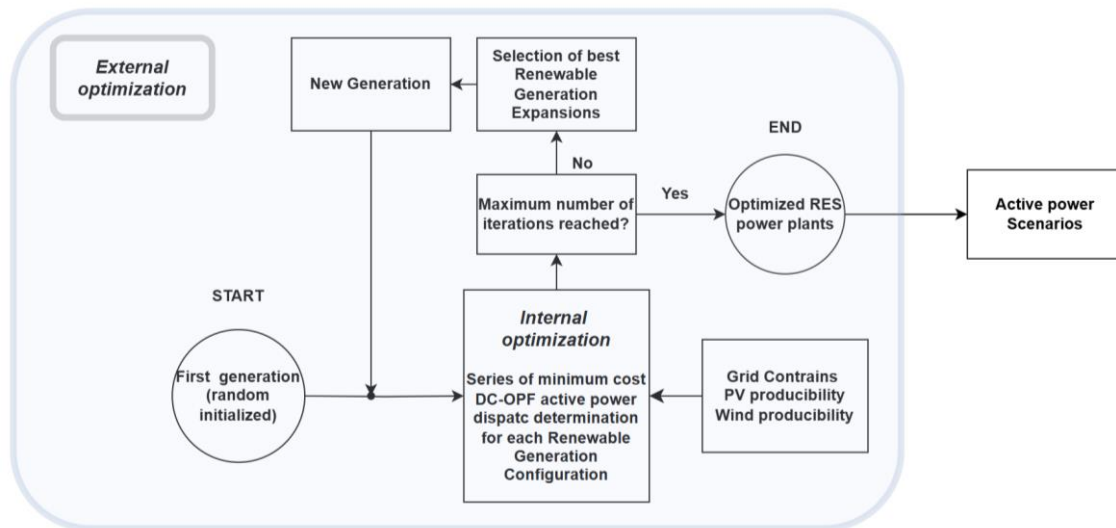 External
optimization
New Generation
Selection of best
Renewable
Generation
Expansions
No
Maximum number of
iterations reached?
Yes
END
Optimized RES
power plants
Active power
Scenarios
START
First generation
(random
initialized)
Internal
optimization
Series of minimum cost
DC-OPF active power
dispatc determination
for each Renewable
Generation
Configuration
Grid Contrains
PV producibility
Wind producibility